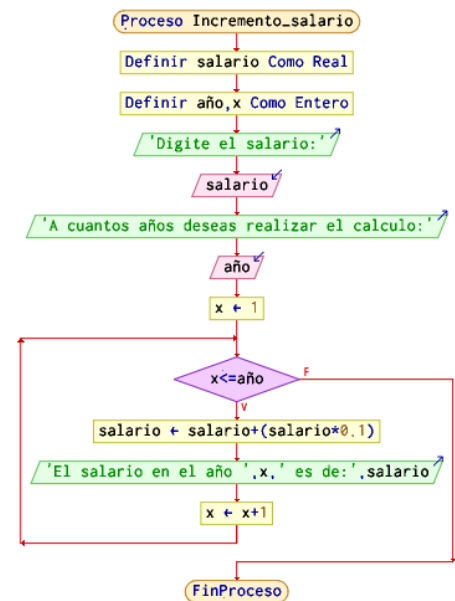 Proceso Incremento_salario
Definir salario Como Real
Definir año,x Como Entero
'Digite el salario:'
salario
'A cuantos años deseas realizar el calculo:'
año
x ← 1
x<=año
F
V
salario ← salario+(salario*0.1)
'El salario en el año ',x,' es de:',salario
x ← x+1
FinProceso